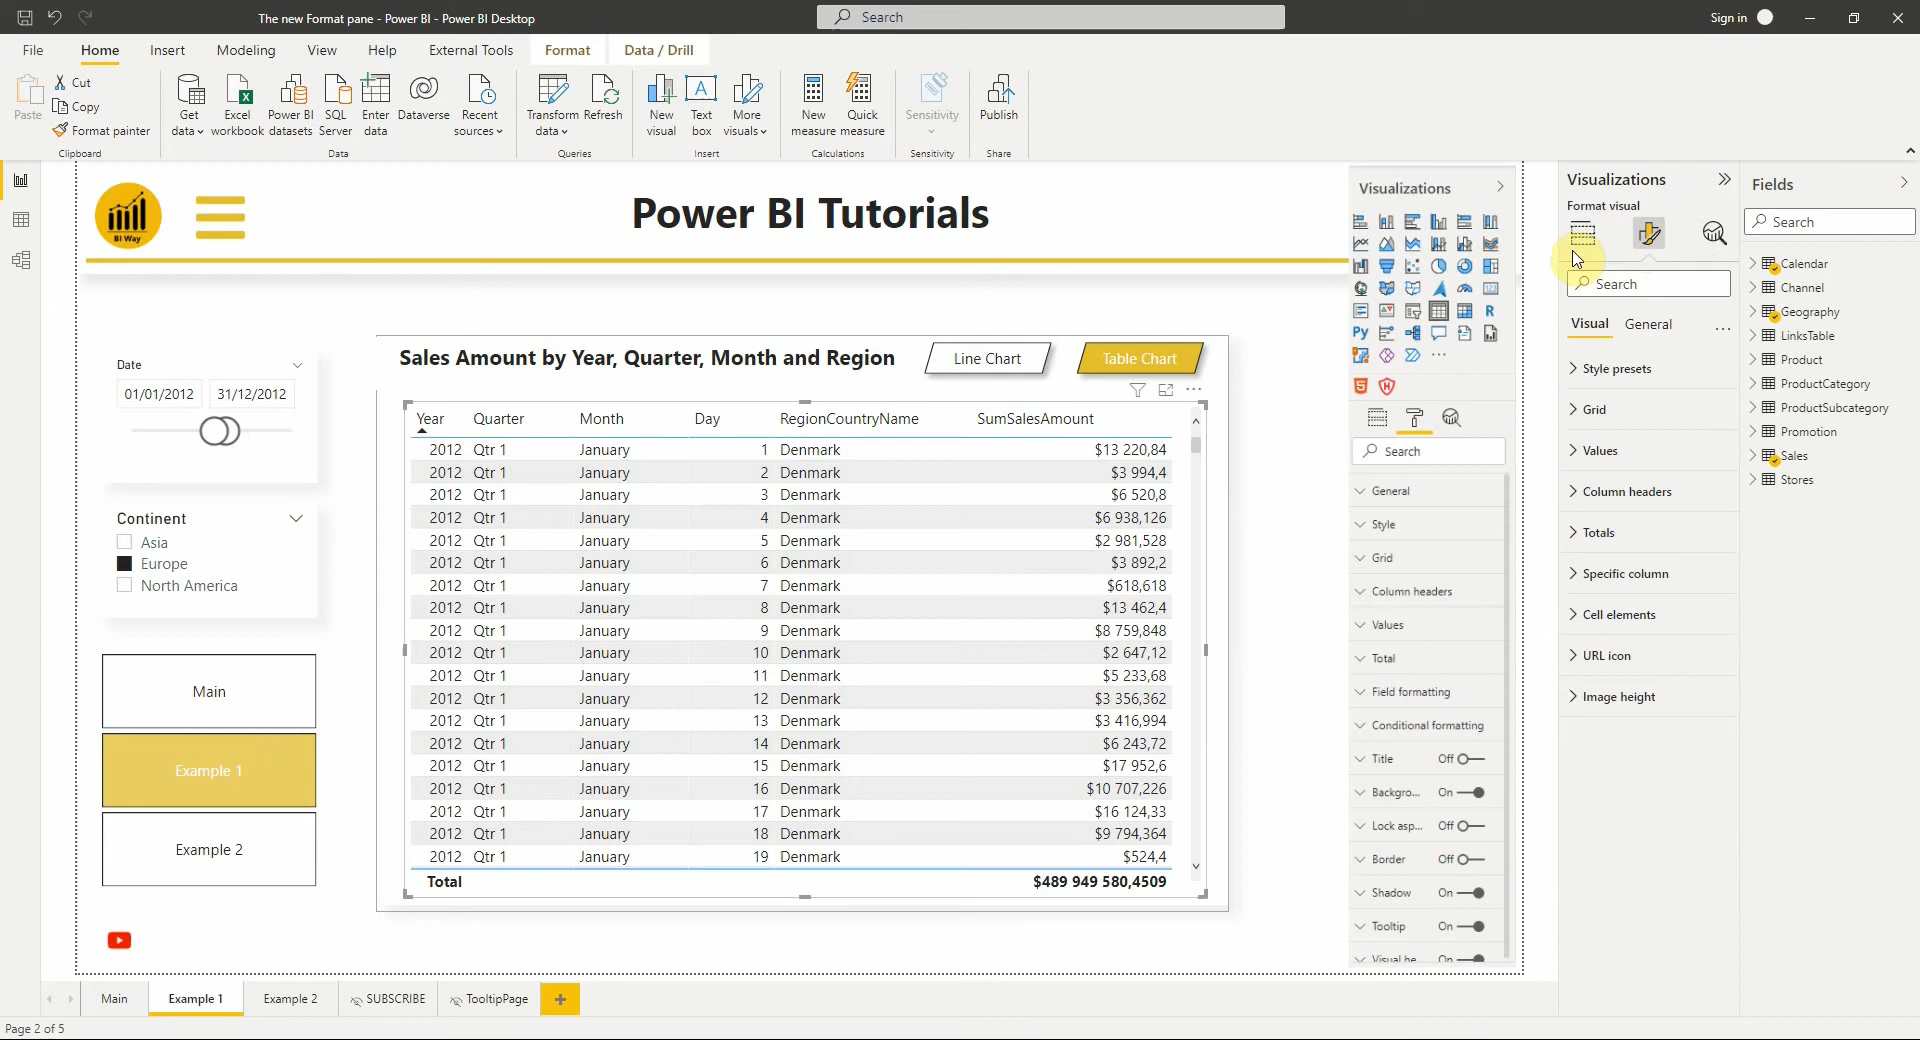 The new Format pane - Power BI - Power BI Desktop
Search
Sign in
File Home Insert Modeling View Help External Tools Format Data / Drill
Paste
Cut
Copy
Format painter
Clipboard
Get data
Excel workbook
Power BI datasets
SQL Server
Enter data
Dataverse
Recent sources
Data
Transform data
Refresh
Queries
New visual
Text box
More visuals
Insert
New measure
Quick measure
Calculations
Sensitivity
Sensitivity
Publish
Share
BI Way
Power BI Tutorials
Date
01/01/2012 31/12/2012
Continent
Asia
Europe
North America
Main
Example 1
Example 2
Sales Amount by Year, Quarter, Month and Region
Line Chart
Table Chart
Year Quarter Month Day RegionCountryName SumSalesAmount
2012 Qtr 1 January 1 Denmark $13 220,84
2012 Qtr 1 January 2 Denmark $3 994,4
2012 Qtr 1 January 3 Denmark $6 520,8
2012 Qtr 1 January 4 Denmark $6 938,126
2012 Qtr 1 January 5 Denmark $2 981,528
2012 Qtr 1 January 6 Denmark $3 892,2
2012 Qtr 1 January 7 Denmark $618,618
2012 Qtr 1 January 8 Denmark $13 462,4
2012 Qtr 1 January 9 Denmark $8 759,848
2012 Qtr 1 January 10 Denmark $2 647,12
2012 Qtr 1 January 11 Denmark $5 233,68
2012 Qtr 1 January 12 Denmark $3 356,362
2012 Qtr 1 January 13 Denmark $3 416,994
2012 Qtr 1 January 14 Denmark $6 243,72
2012 Qtr 1 January 15 Denmark $17 952,6
2012 Qtr 1 January 16 Denmark $10 707,226
2012 Qtr 1 January 17 Denmark $16 124,33
2012 Qtr 1 January 18 Denmark $9 794,364
2012 Qtr 1 January 19 Denmark $524,4
Total $489 949 580,4509
Visualizations
R
Py
Search
General
Style
Grid
Column headers
Values
Total
Field formatting
Conditional formatting
Title Off
Backgro... On
Lock asp... Off
Border Off
Shadow On
Tooltip On
Visual he On
Visualizations
Format visual
Search
Visual General
Style presets
Grid
Values
Column headers
Totals
Specific column
Cell elements
URL icon
Image height
Fields
Search
Calendar
Channel
Geography
LinksTable
Product
ProductCategory
ProductSubcategory
Promotion
Sales
Stores
Main Example 1 Example 2 SUBSCRIBE TooltipPage
Page 2 of 5